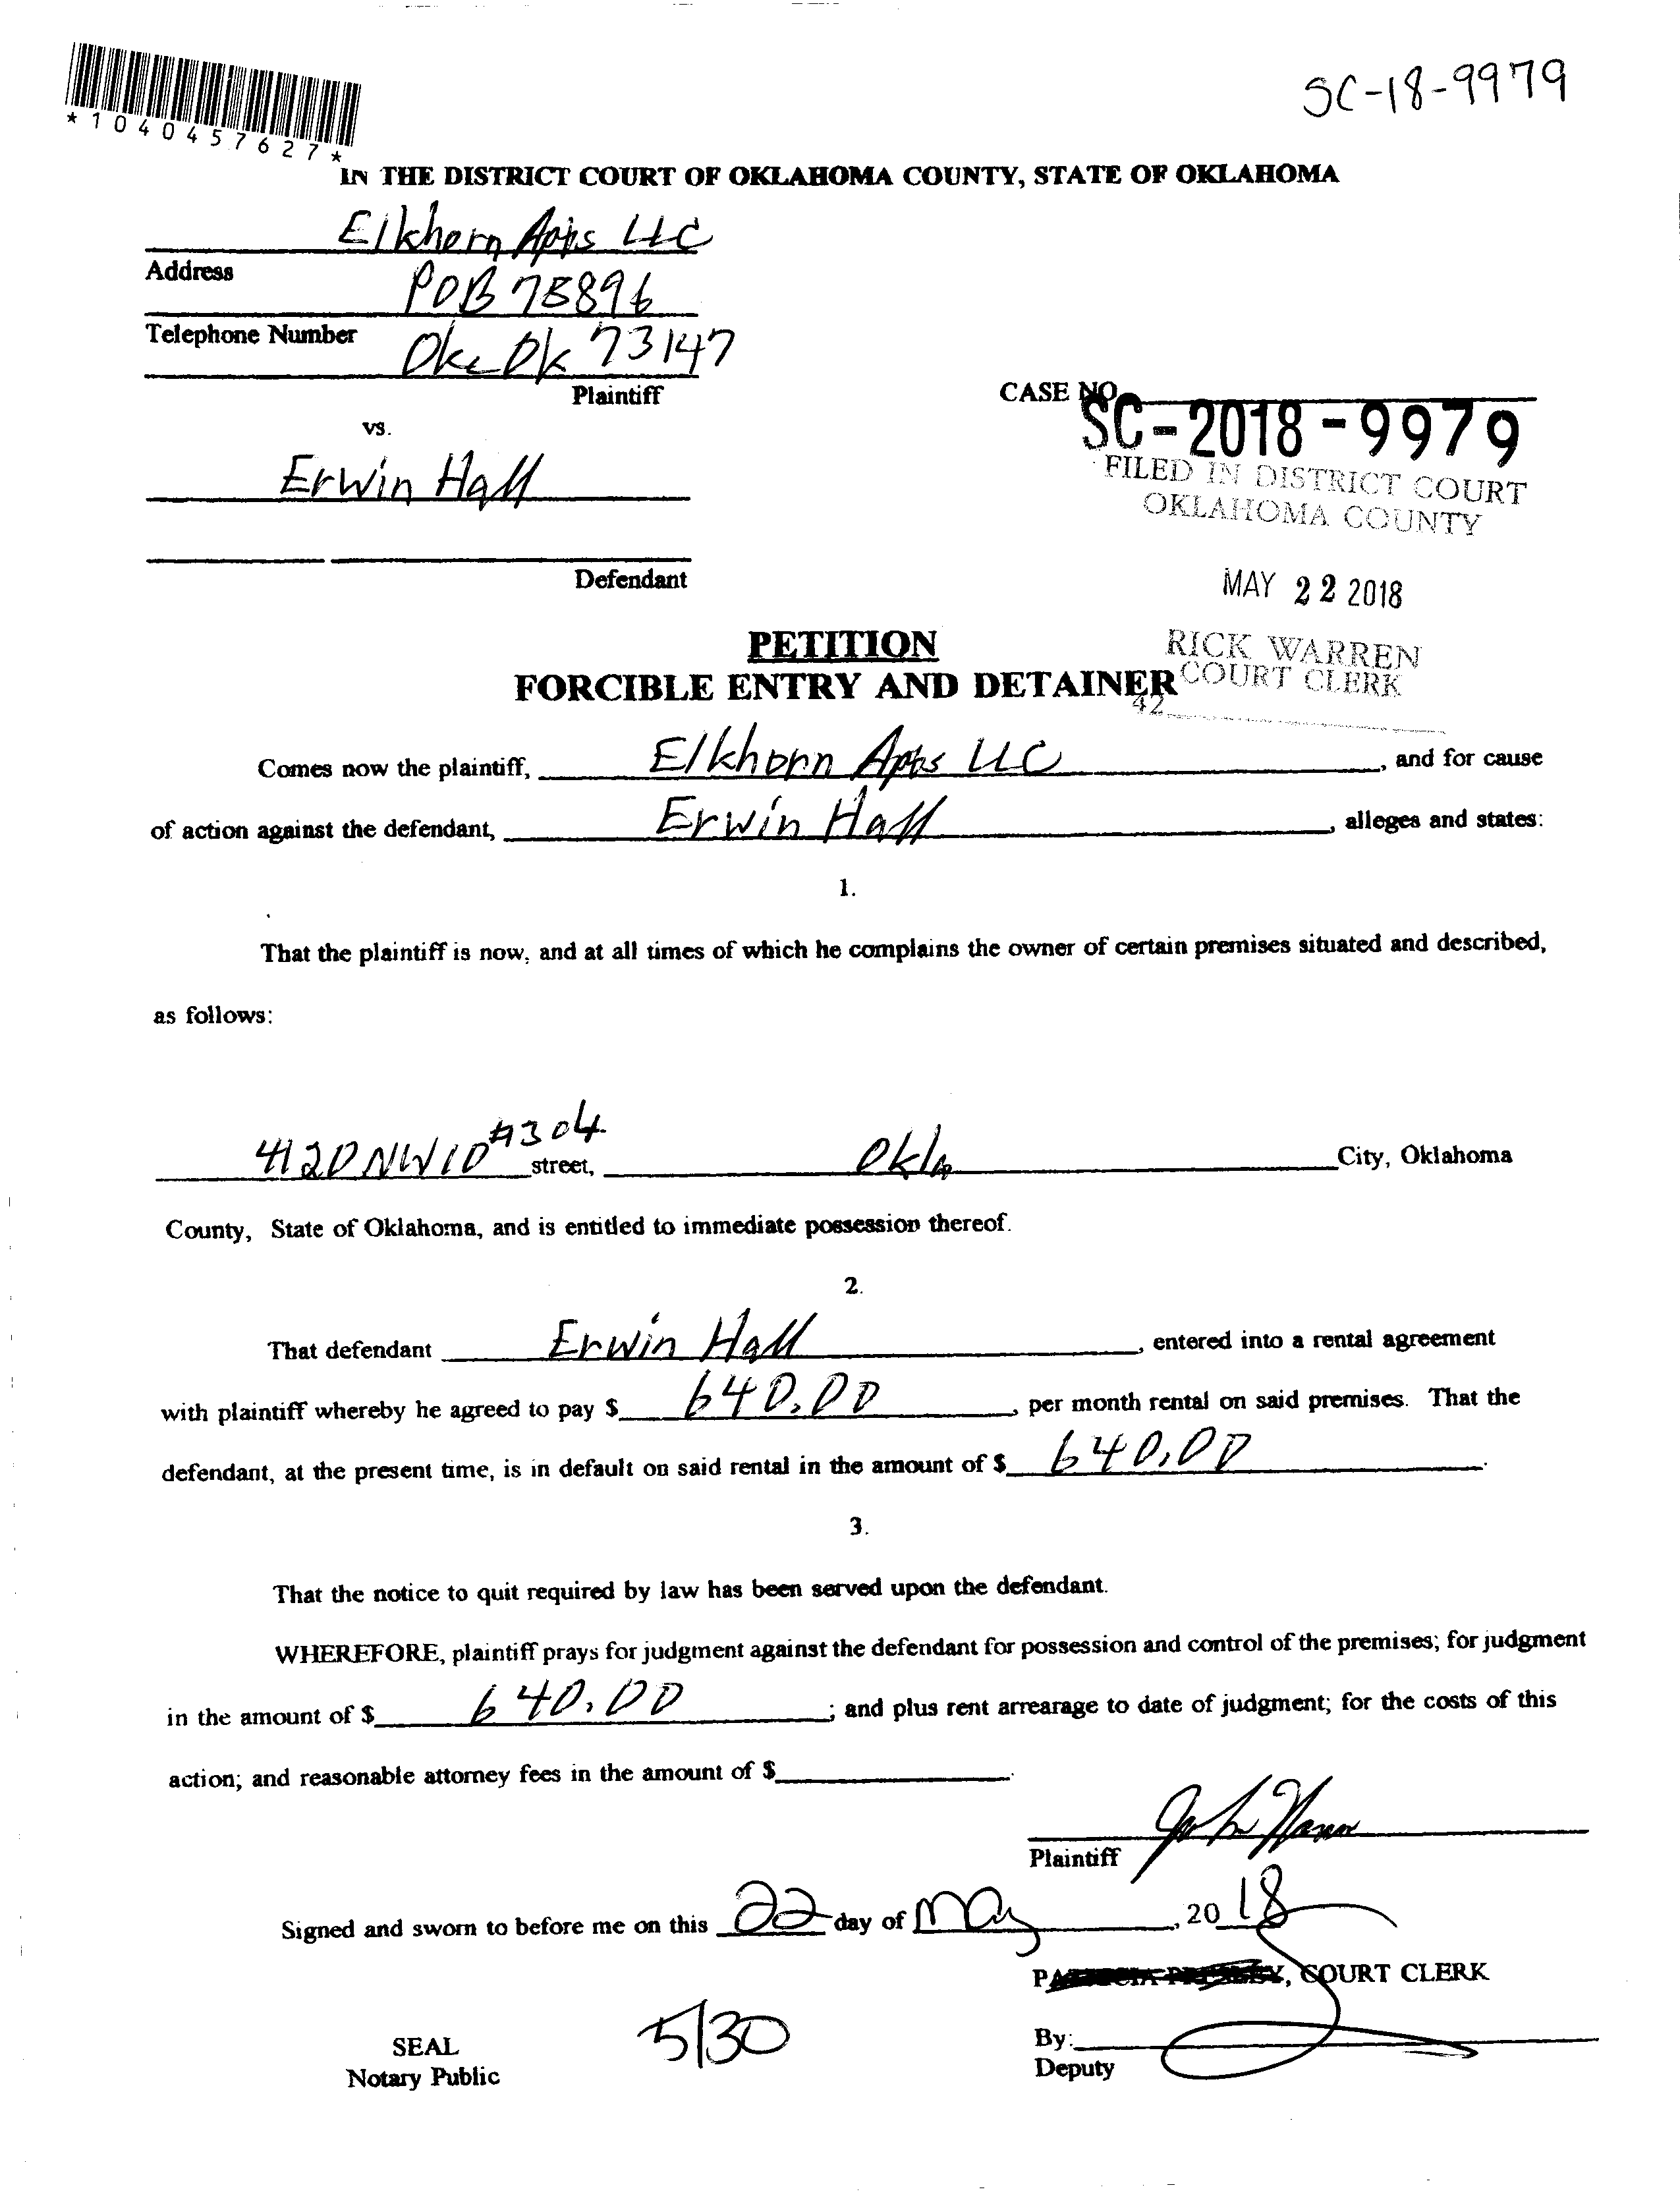 SC-18-9979
*1040457627*
IN THE DISTRICT COURT OF OKLAHOMA COUNTY, STATE OF OKLAHOMA
Elkhorn Apts LLC
Address
POB 75896
Telephone Number
Okc Ok 73147
Plaintiff
CASE NO.
SC-2018-9979
vs.
FILED IN DISTRICT COURT
OKLAHOMA COUNTY
Erwin Hall
Defendant
MAY 22 2018
PETITION
RICK WARREN
FORCIBLE ENTRY AND DETAINER
COURT CLERK
42
Comes now the plaintiff, Elkhorn Apts LLC, and for cause
of action against the defendant, Erwin Hall, alleges and states:
1.
That the plaintiff is now, and at all times of which he complains the owner of certain premises situated and described,
as follows:
4120 NW10 #304 street, Okla City, Oklahoma
County, State of Oklahoma, and is entitled to immediate possession thereof.
2.
That defendant Erwin Hall, entered into a rental agreement
with plaintiff whereby he agreed to pay $ 640.00, per month rental on said premises. That the
defendant, at the present time, is in default on said rental in the amount of $ 640.00.
3.
That the notice to quit required by law has been served upon the defendant.
WHEREFORE, plaintiff prays for judgment against the defendant for possession and control of the premises; for judgment
in the amount of $ 640.00; and plus rent arrearage to date of judgment; for the costs of this
action; and reasonable attorney fees in the amount of $
Plaintiff
Signed and sworn to before me on this 22 day of May, 2018
COURT CLERK
SEAL
5/30
By:
Notary Public
Deputy